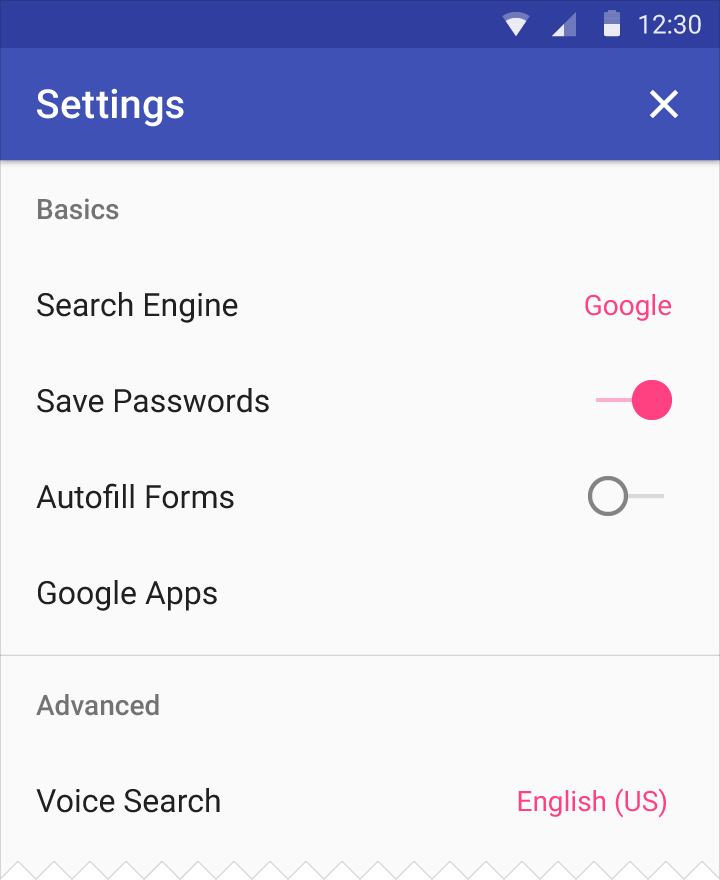 12:30
Settings
Basics
Search Engine Google
Save Passwords
Autofill Forms
Google Apps
Advanced
Voice Search English (US)